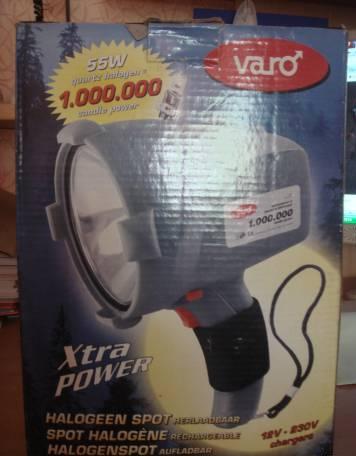 55W
quartz halogen =
1.000.000
candle power
varo
1.000.000
Xtra
POWER
HALOGEEN SPOT HERLAADBAAR
SPOT HALOGÈNE RECHARGEABLE
HALOGENSPOT AUFLADBAR
12V - 230V
chargers